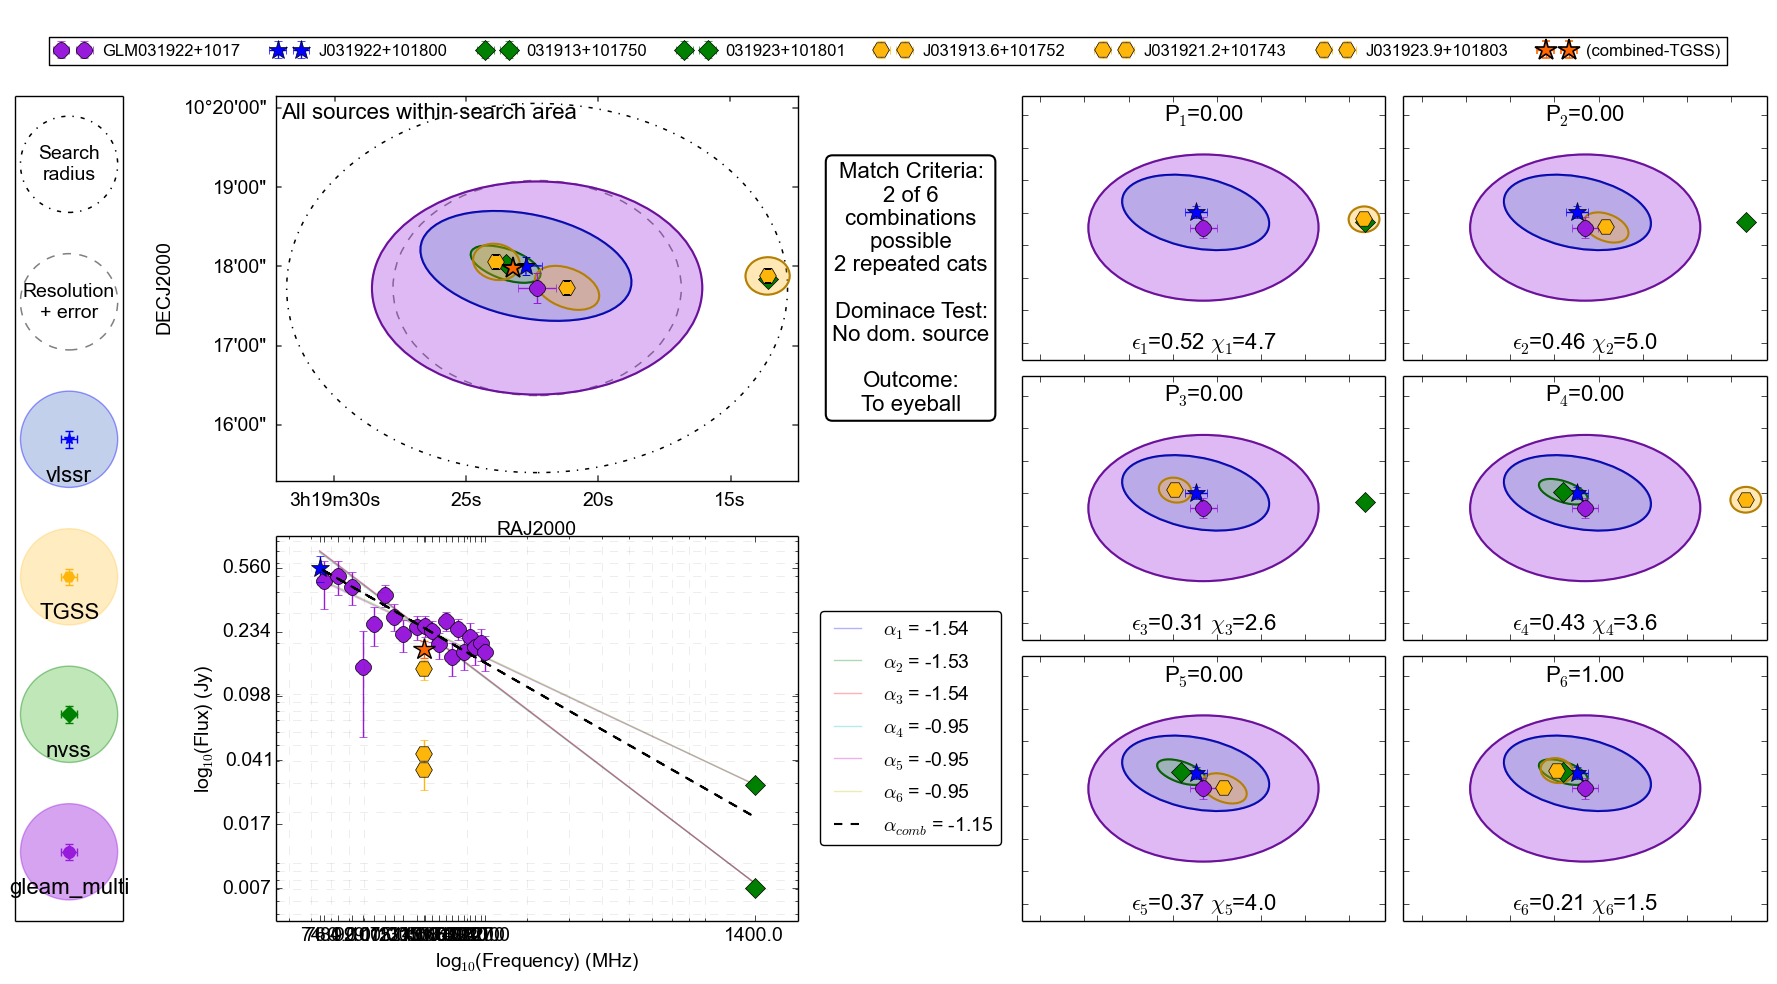 GLM031922+1017 J031922+101800 031913+101750 031923+101801 J031913.6+101752 J031921.2+101743 J031923.9+101803 (combined-TGSS)
Search
radius
Resolution
+ error
vlssr
TGSS
nvss
gleam_multi
All sources within search area
DECJ2000
10°20'00"
19'00"
18'00"
17'00"
16'00"
3h19m30s 25s 20s 15s
RAJ2000
Match Criteria:
2 of 6
combinations
possible
2 repeated cats
Dominace Test:
No dom. source
Outcome:
To eyeball
log10(Flux) (Jy)
0.560
0.234
0.098
0.041
0.017
0.007
1400.0
log10(Frequency) (MHz)
α1 = -1.54
α2 = -1.53
α3 = -1.54
α4 = -0.95
α5 = -0.95
α6 = -0.95
αcomb = -1.15
P1=0.00
ϵ1=0.52 χ1=4.7
P2=0.00
ϵ2=0.46 χ2=5.0
P3=0.00
ϵ3=0.31 χ3=2.6
P4=0.00
ϵ4=0.43 χ4=3.6
P5=0.00
ϵ5=0.37 χ5=4.0
P6=1.00
ϵ6=0.21 χ6=1.5